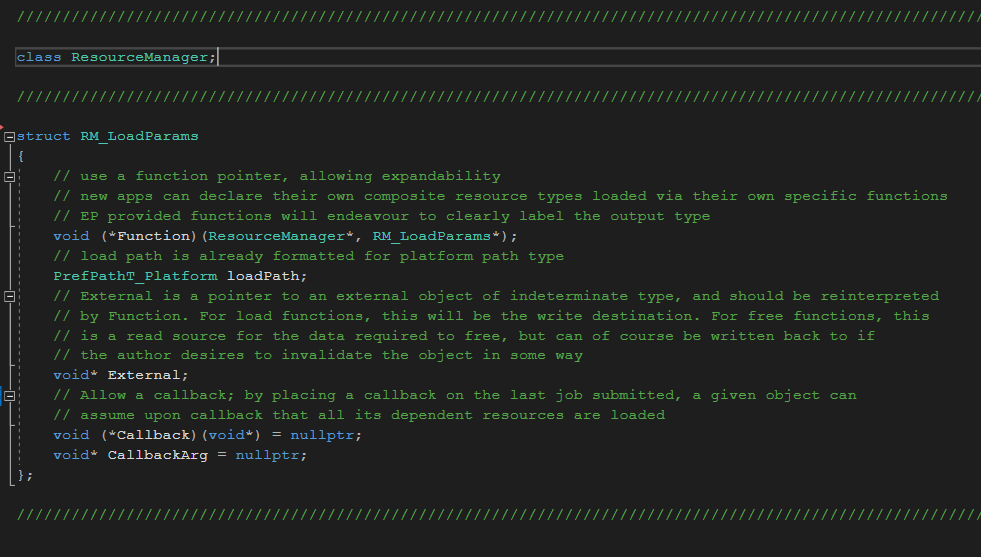 ////////////////////////////////////////////////////////////////////////////////////////////////////////////
class ResourceManager;
////////////////////////////////////////////////////////////////////////////////////////////////////////////
struct RM_LoadParams
{
// use a function pointer, allowing expandability
// new apps can declare their own composite resource types loaded via their own specific functions
// EP provided functions will endeavour to clearly label the output type
void (*Function)(ResourceManager*, RM_LoadParams*);
// load path is already formatted for platform path type
PrefPathT_Platform loadPath;
// External is a pointer to an external object of indeterminate type, and should be reinterpreted
// by Function. For load functions, this will be the write destination. For free functions, this
// is a read source for the data required to free, but can of course be written back to if
// the author desires to invalidate the object in some way
void* External;
// Allow a callback; by placing a callback on the last job submitted, a given object can
// assume upon callback that all its dependent resources are loaded
void (*Callback)(void*) = nullptr;
void* CallbackArg = nullptr;
};
////////////////////////////////////////////////////////////////////////////////////////////////////////////